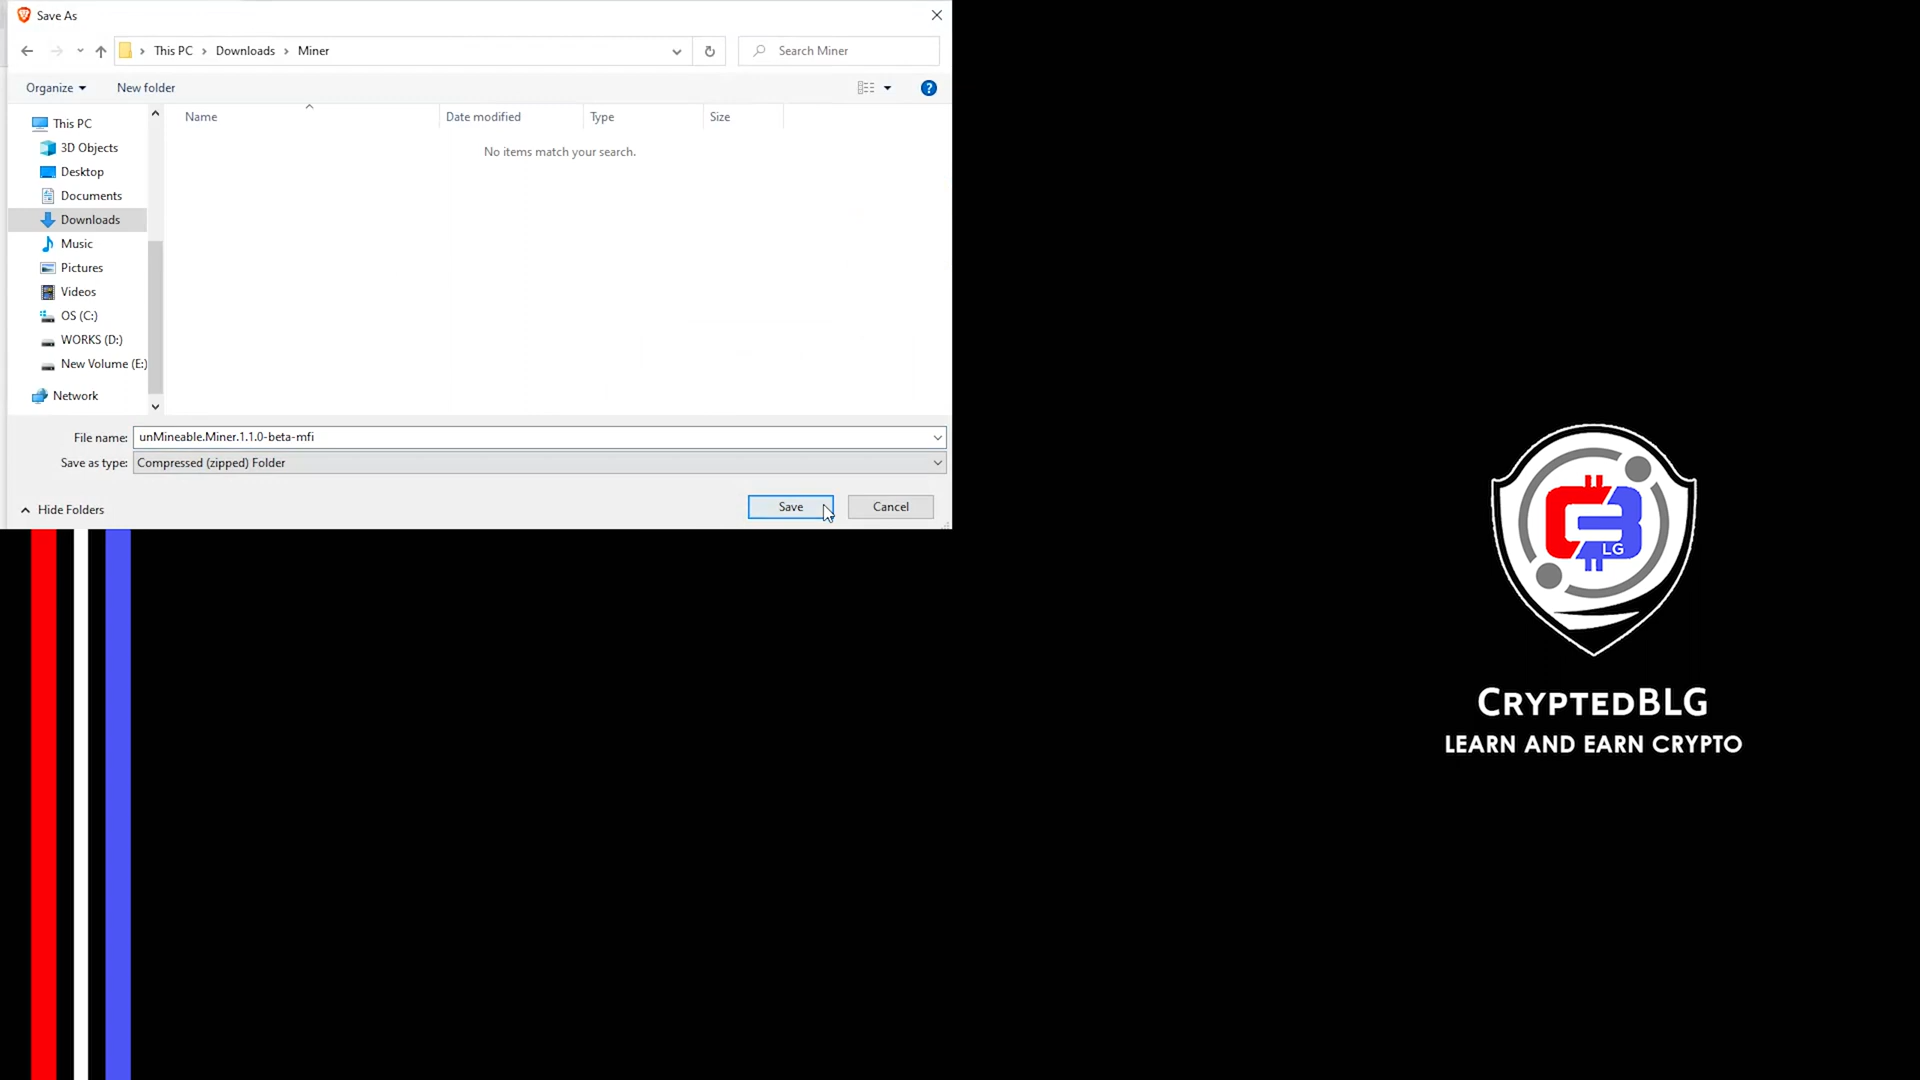 Save As
This PC
Downloads
Miner
Search Miner
Organize
New folder
?
Name
Date modified
Type
Size
No items match your search.
This PC
3D Objects
Desktop
Documents
Downloads
Music
Pictures
Videos
OS (C:)
WORKS (D:)
New Volume (E:)
Network
File name: unMineable.Miner.1.1.0-beta-mfi
Save as type: Compressed (zipped) Folder
Hide Folders
Save
Cancel
LG
CRYPTEDBLG
LEARN AND EARN CRYPTO